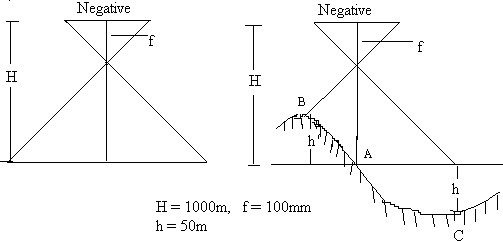 Negative
f
H
Negative
f
H
B
h
A
h
C
H = 1000m, f = 100mm
h = 50m